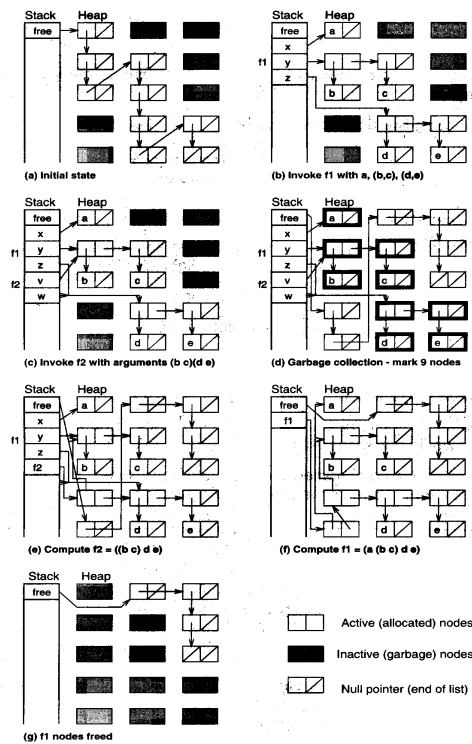 Stack Heap
free
(a) Initial state
Stack Heap
free
x
f1 y
z
a
b c
d e
(b) Invoke f1 with a, (b,c), (d,e)
Stack Heap
free
x
f1 y
z
f2 v
w
a
b c
d e
(c) Invoke f2 with arguments (b c)(d e)
Stack Heap
free
x
f1 y
z
f2 v
w
a
b c
d e
(d) Garbage collection - mark 9 nodes
Stack Heap
free
x
f1 y
z
f2
a
b c
d e
(e) Compute f2 = ((b c) d e)
Stack Heap
free
f1
a
b c
d e
(f) Compute f1 = (a (b c) d e)
Stack Heap
free
(g) f1 nodes freed
Active (allocated) nodes
Inactive (garbage) nodes
Null pointer (end of list)